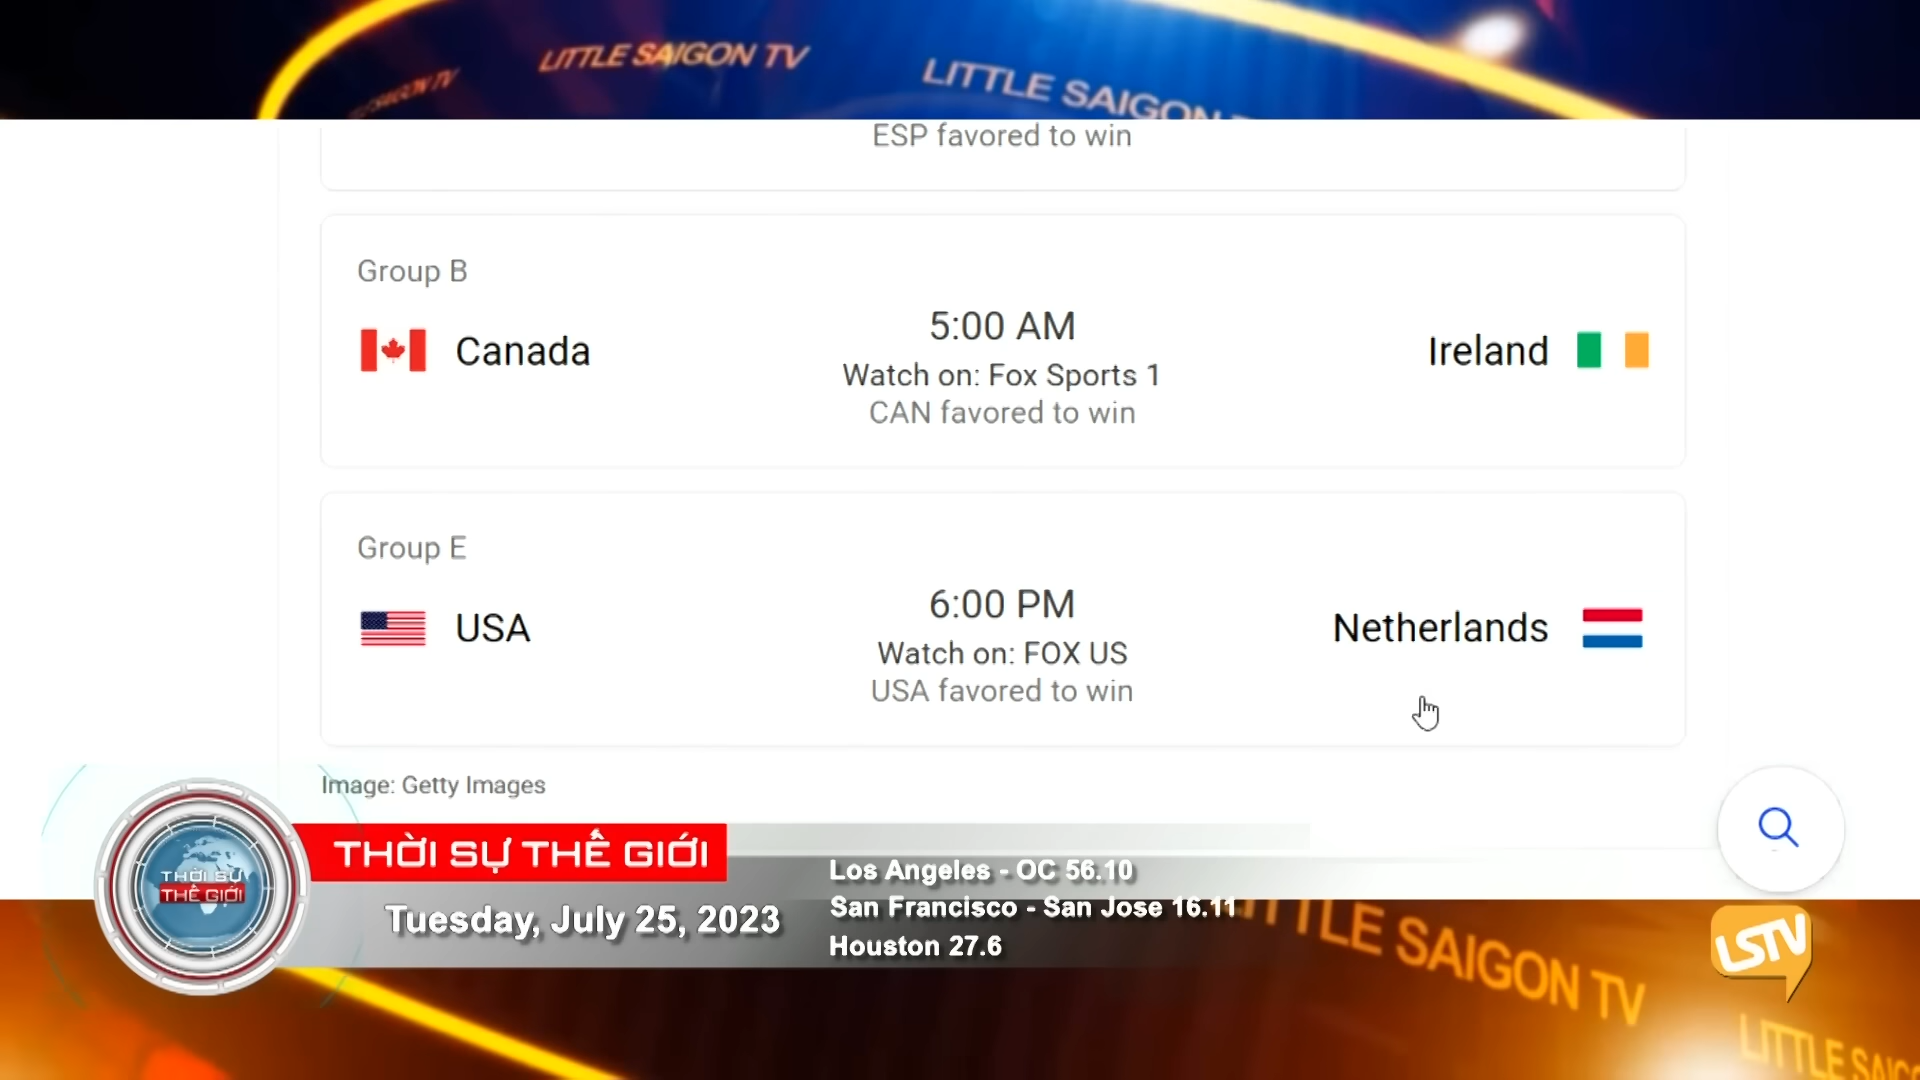 LITTLE SAIGON TV
LITTLE SAIGON T
ESP favored to win
Group B
Canada
5:00 AM
Ireland
Watch on: Fox Sports 1
CAN favored to win
Group E
USA
6:00 PM
Netherlands
Watch on: FOX US
USA favored to win
Image: Getty Images
THỜI SỰ THẾ GIỚI
THỜI SỰ
THẾ GIỚI
Tuesday, July 25, 2023
Los Angeles - OC 56.10
San Francisco - San Jose 16.11
Houston 27.6
LITTLE SAIGON TV
LSTV
LITTLE SAIGO